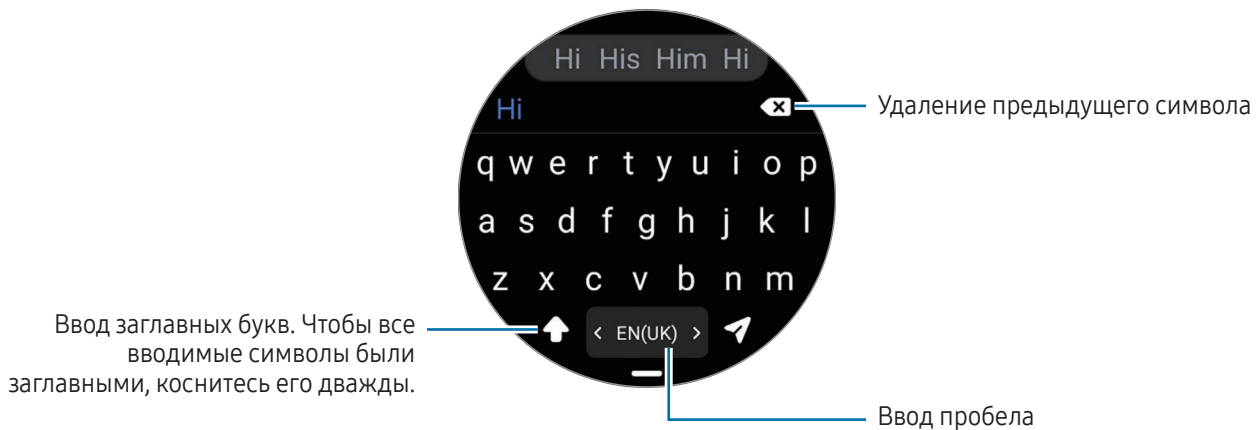 Hi His Him Hi
Hi
Удаление предыдущего символа
q w e r t y u i o p
a s d f g h j k l
z x c v b n m
Ввод заглавных букв. Чтобы все
вводимые символы были
заглавными, коснитесь его дважды.
< EN(UK) >
Ввод пробела